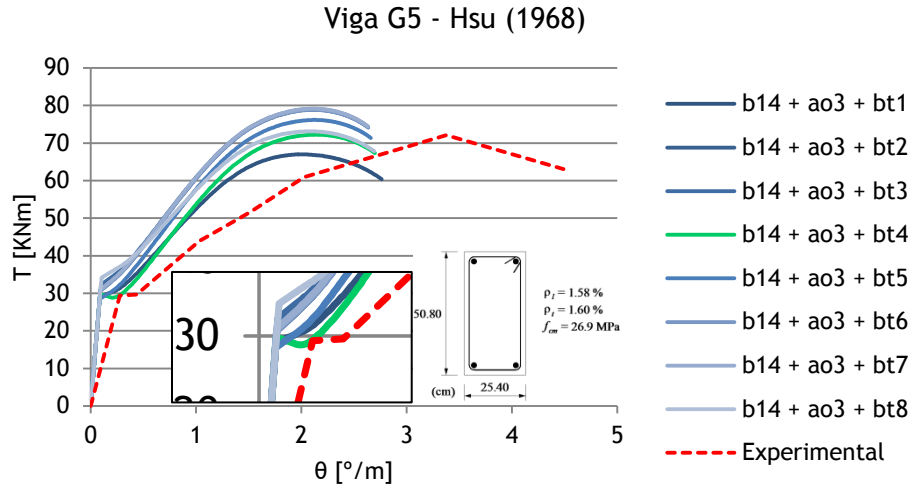 Viga G5 - Hsu (1968)
T [KNm]
90
80
70
60
50
40
30
20
10
0
0 1 2 3 4 5
θ [°/m]
30
50.80
(cm)
25.40
ρl = 1.58 %
ρt = 1.60 %
fcm = 26.9 MPa
b14 + ao3 + bt1
b14 + ao3 + bt2
b14 + ao3 + bt3
b14 + ao3 + bt4
b14 + ao3 + bt5
b14 + ao3 + bt6
b14 + ao3 + bt7
b14 + ao3 + bt8
Experimental